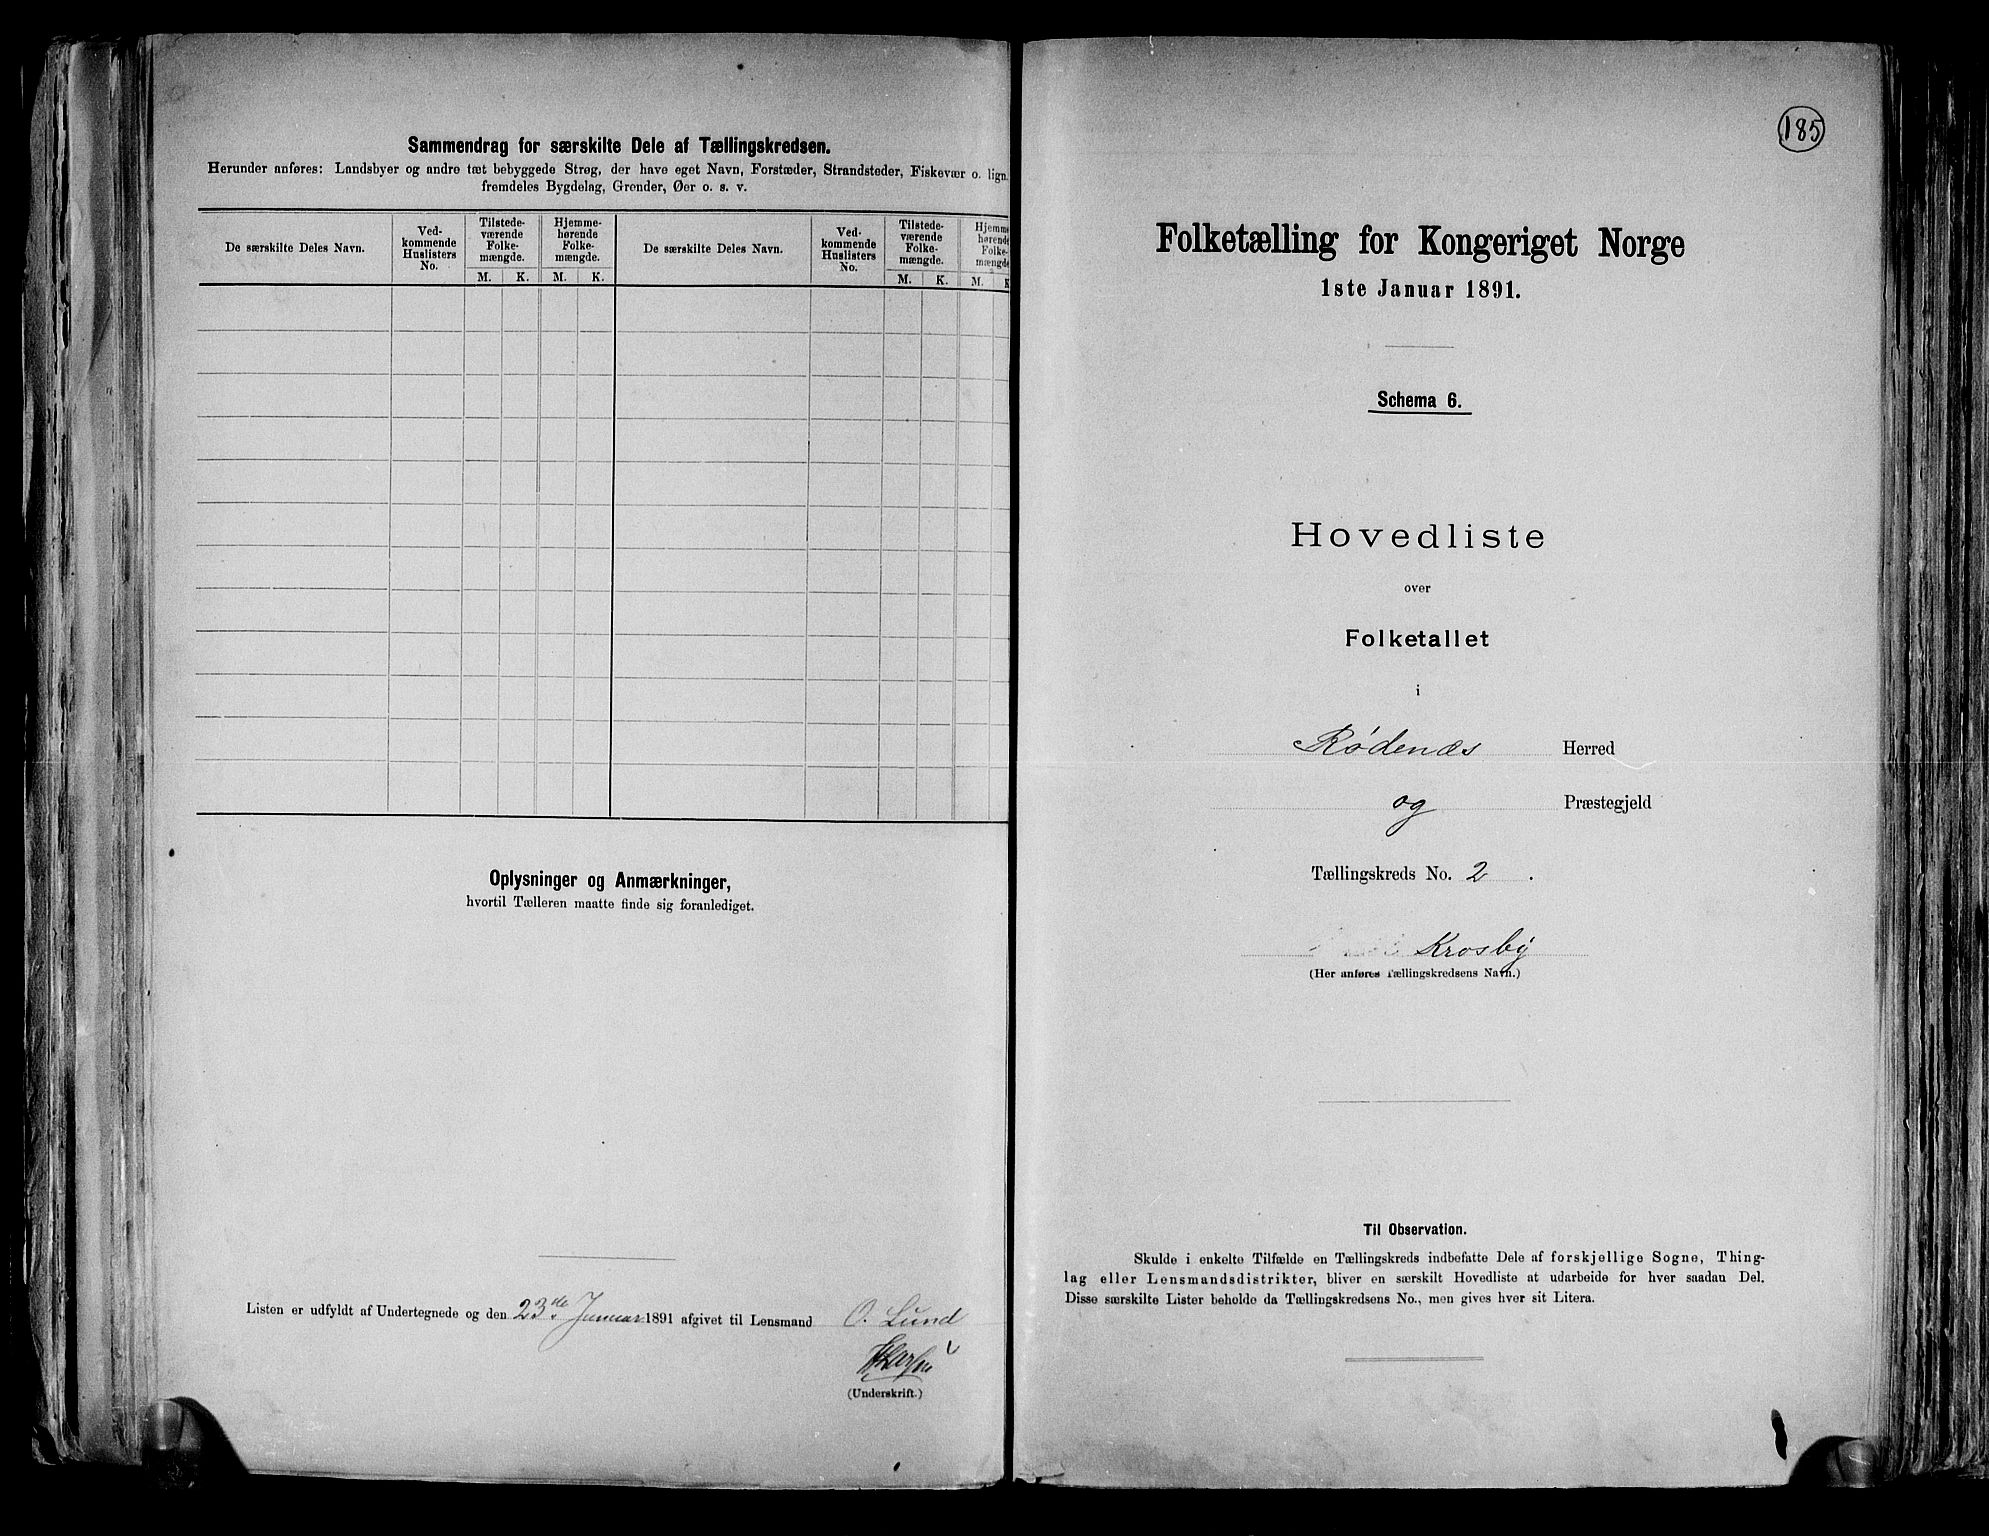 Sammendrag for særskilte Dele af Tællingskredsen.
Herunder anføres: Landsbyer og andre tæt bebyggede Strøg, der have eget Navn, Forstæder, Strandsteder, Fiskevær o. lign.
fremdeles Bygdelag, Grender, Øer o. s. v.
De særskilte Deles Navn.
Ved-
kommende
Huslisters
No.
Tilstede-
værende
Folke-
mængde.
Hjemme-
hørende
Folke-
mængde.
M. K. M. K.
De særskilte Deles Navn.
Ved-
kommende
Huslisters
No.
Tilstede-
værende
Folke-
mængde.
Hjemme
hørende
Folke-
mængde
M. K. M. K
Oplysninger og Anmærkninger,
hvortil Tælleren maatte finde sig foranlediget.
Listen er udfyldt af Undertegnede og den 23de Januar 1891 afgivet til Lensmand O. Lund
(Underskrift.)
185
Folketælling for Kongeriget Norge
1ste Januar 1891.
Schema 6.
Hovedliste
over
Folketallet
i
Rødenæs Herred
og Præstegjeld
Tællingskreds No. 2.
Krosby
(Her anføres Tællingskredsens Navn.)
Til Observation.
Skulde i enkelte Tilfælde en Tællingskreds indbefatte Dele af forskjellige Sogne, Thing-
lag eller Lensmandsdistrikter, bliver en særskilt Hovedliste at udarbeide for hver saadan Del.
Disse særskilte Lister beholde da Tællingskredsens No., men gives hver sit Litera.